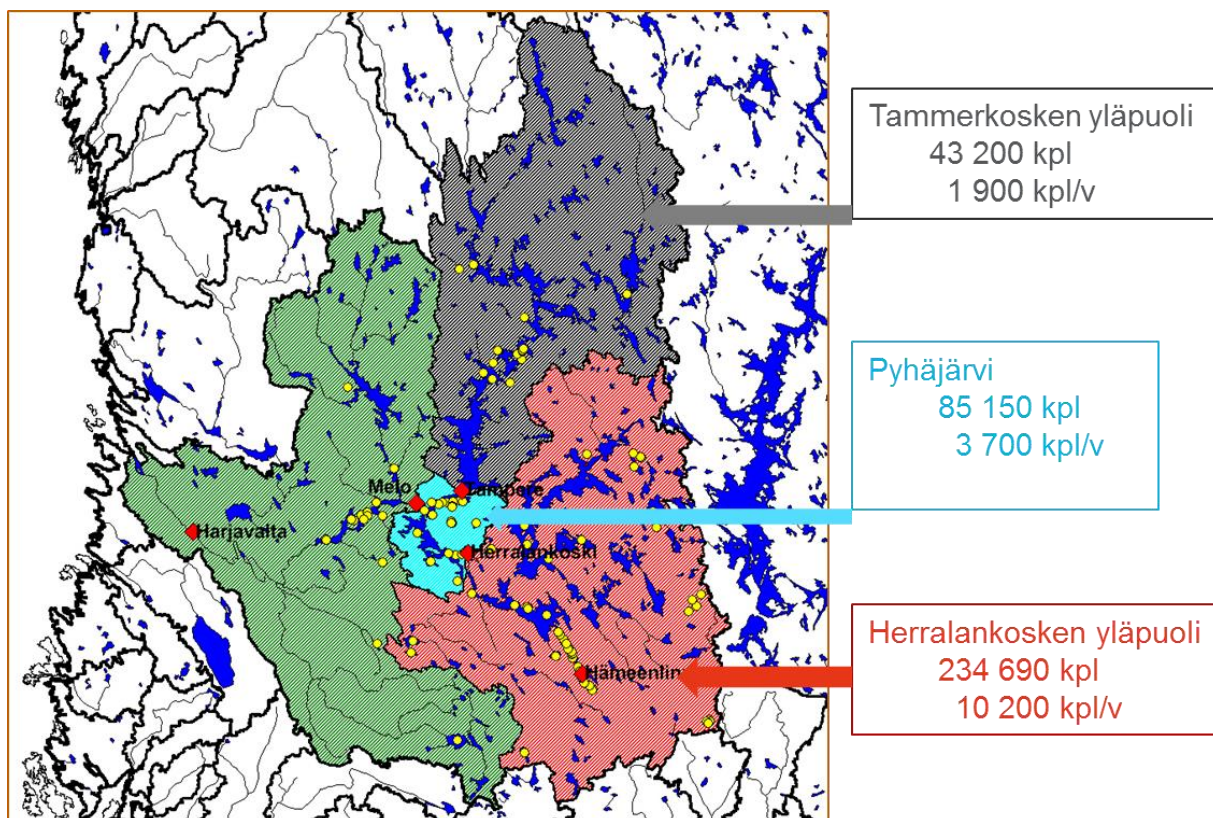 Tammerkosken yläpuoli
43 200 kpl
1 900 kpl/v
Pyhäjärvi
85 150 kpl
3 700 kpl/v
Herralankosken yläpuoli
234 690 kpl
10 200 kpl/v
Melo
Tampere
Harjavalta
Herralankoski
Hämeenlin